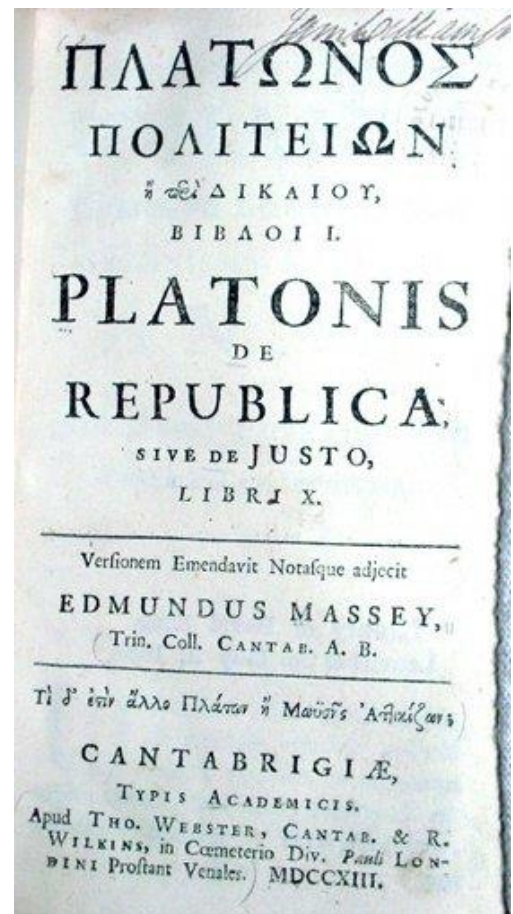 ΠΛΑΤΩΝΟΣ
ΠΟΛΙΤΕΙΩΝ
ἢ περὶ ΔΙΚΑΙΟΥ,
ΒΙΒΛΟΙ Ι.
PLATONIS
DE
REPUBLICA;
SIVE DE JUSTO,
LIBRI X.
Verſionem Emendavit Notaſque adjecit
EDMUNDUS MASSEY,
Trin. Coll. CANTAB. A. B.
Τὶ δ' ἐςὶν ἄλλο Πλάτων ἢ Μωϋσῆς Ἀττικίζων;
CANTABRIGIÆ,
TYPIS ACADEMICIS.
Apud THO. WEBSTER, CANTAB. & R.
WILKINS, in Cœmeterio Div. Pauli LON-
DINI Proſtant Venales. MDCCXIII.